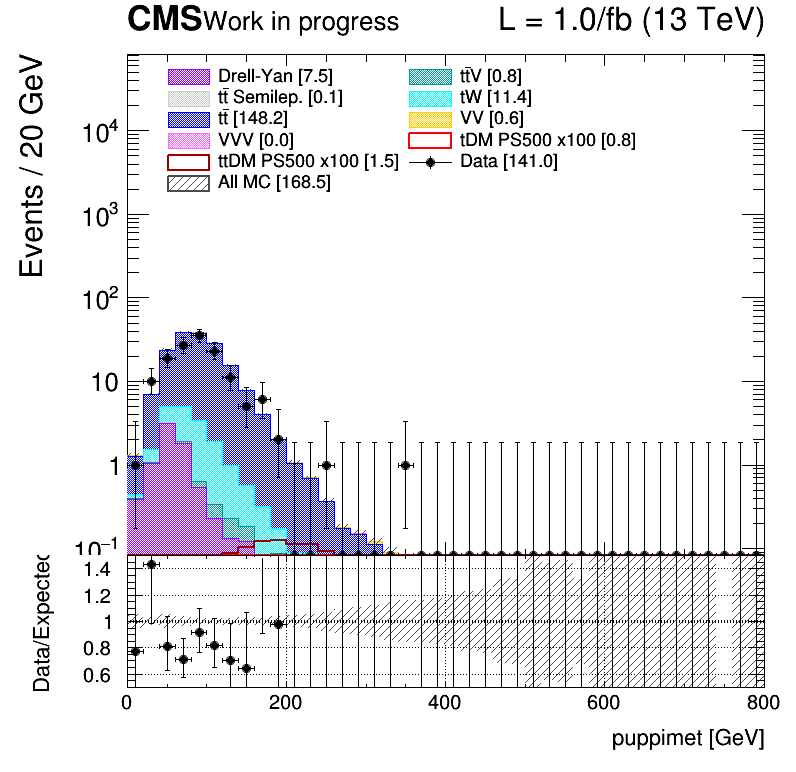 CMS Work in progress L = 1.0/fb (13 TeV)
Events / 20 GeV
Drell-Yan [7.5] tt̄V [0.8]
tt̄ Semilep. [0.1] tW [11.4]
tt̄ [148.2] VV [0.6]
VVV [0.0] tDM PS500 x100 [0.8]
ttDM PS500 x100 [1.5] Data [141.0]
All MC [168.5]
10⁴
10³
10²
10
1
10⁻¹
Data/Expected
1.4
1.2
1
0.8
0.6
0 200 400 600 800
puppimet [GeV]